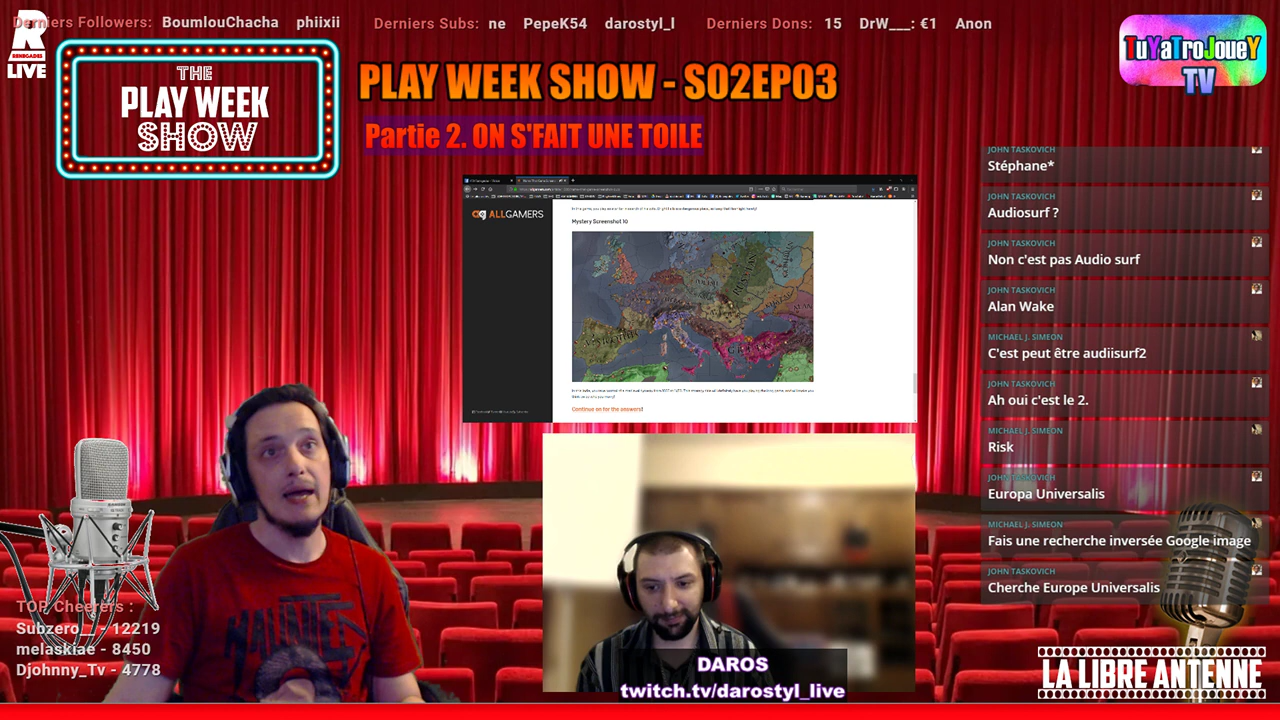 Derniers Followers: BoumlouChacha phiixii
Derniers Subs: ne PepeK54 darostyl_l
Derniers Dons: 15 DrW___: €1 Anon
R
RENEGADES
LIVE
THE
PLAY WEEK
SHOW
PLAY WEEK SHOW - S02EP03
Partie 2. ON S'FAIT UNE TOILE
TuYaTroJoueY
TV
ALLGAMERS
Mystery Screenshot 10
Continue on for the answers!
JOHN TASKOVICH
Stéphane*
JOHN TASKOVICH
Audiosurf ?
JOHN TASKOVICH
Non c'est pas Audio surf
JOHN TASKOVICH
Alan Wake
MICHAEL J. SIMEON
C'est peut être audiisurf2
JOHN TASKOVICH
Ah oui c'est le 2.
MICHAEL J. SIMEON
Risk
JOHN TASKOVICH
Europa Universalis
MICHAEL J. SIMEON
Fais une recherche inversée Google image
JOHN TASKOVICH
Cherche Europe Universalis
TOP Cheerers :
Subzero__ - 12219
melaskiae - 8450
Djohnny_Tv - 4778
DAROS
twitch.tv/darostyl_live
LA LIBRE ANTENNE